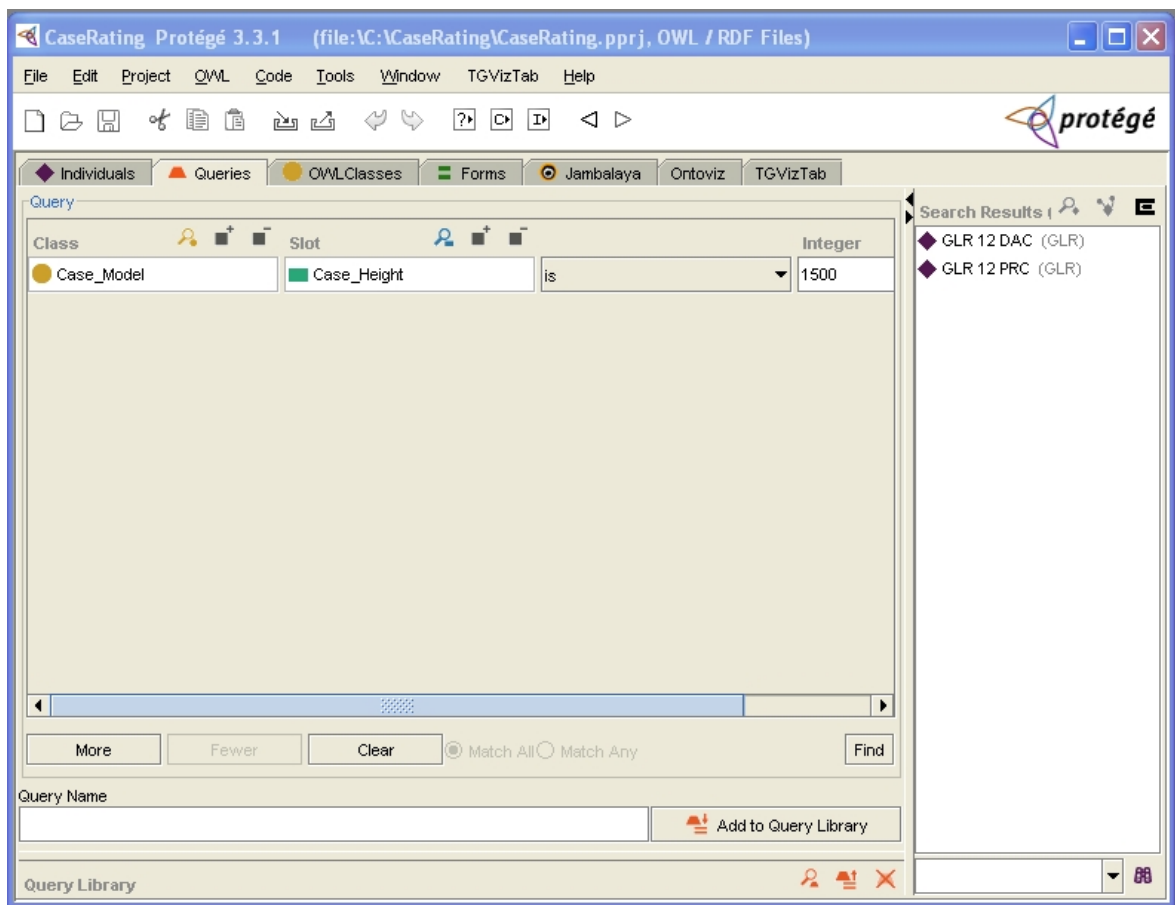 CaseRating Protégé 3.3.1 (file:\C:\CaseRating\CaseRating.pprj, OWL / RDF Files)
File Edit Project OWL Code Tools Window TGVizTab Help
protégé
Individuals Queries OWLClasses Forms Jambalaya Ontoviz TGVizTab
Query
Class Slot Integer
Case_Model Case_Height is 1500
More Fewer Clear Match All Match Any Find
Query Name
Add to Query Library
Query Library
Search Results (
GLR 12 DAC (GLR)
GLR 12 PRC (GLR)